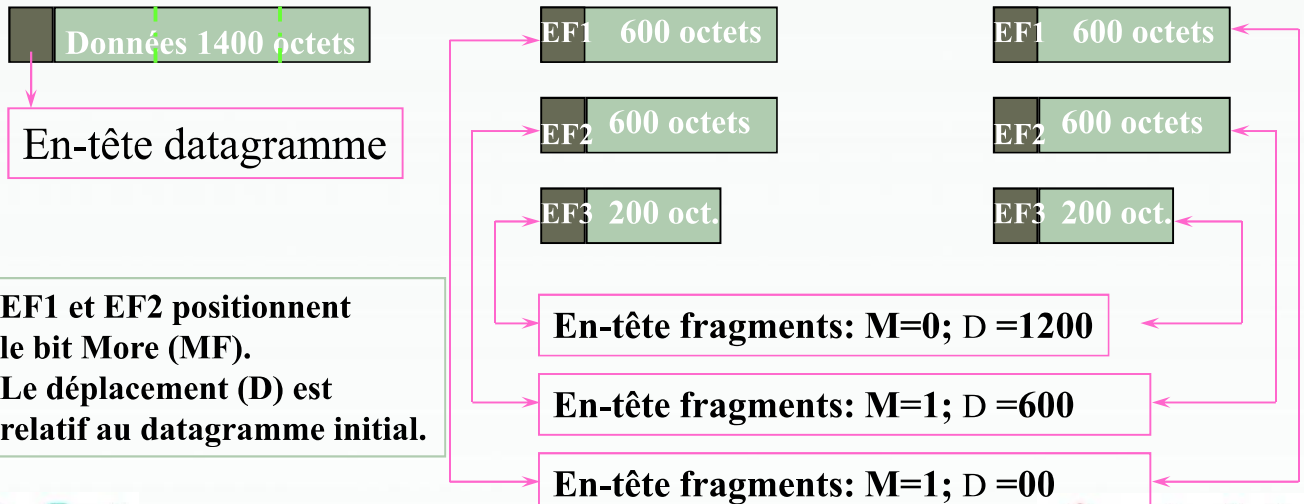 Données 1400 octets
EF1 600 octets
EF1 600 octets
En-tête datagramme
EF2 600 octets
EF2 600 octets
EF3 200 oct.
EF3 200 oct.
EF1 et EF2 positionnent
le bit More (MF).
Le déplacement (D) est
relatif au datagramme initial.
En-tête fragments: M=0; D =1200
En-tête fragments: M=1; D =600
En-tête fragments: M=1; D =00